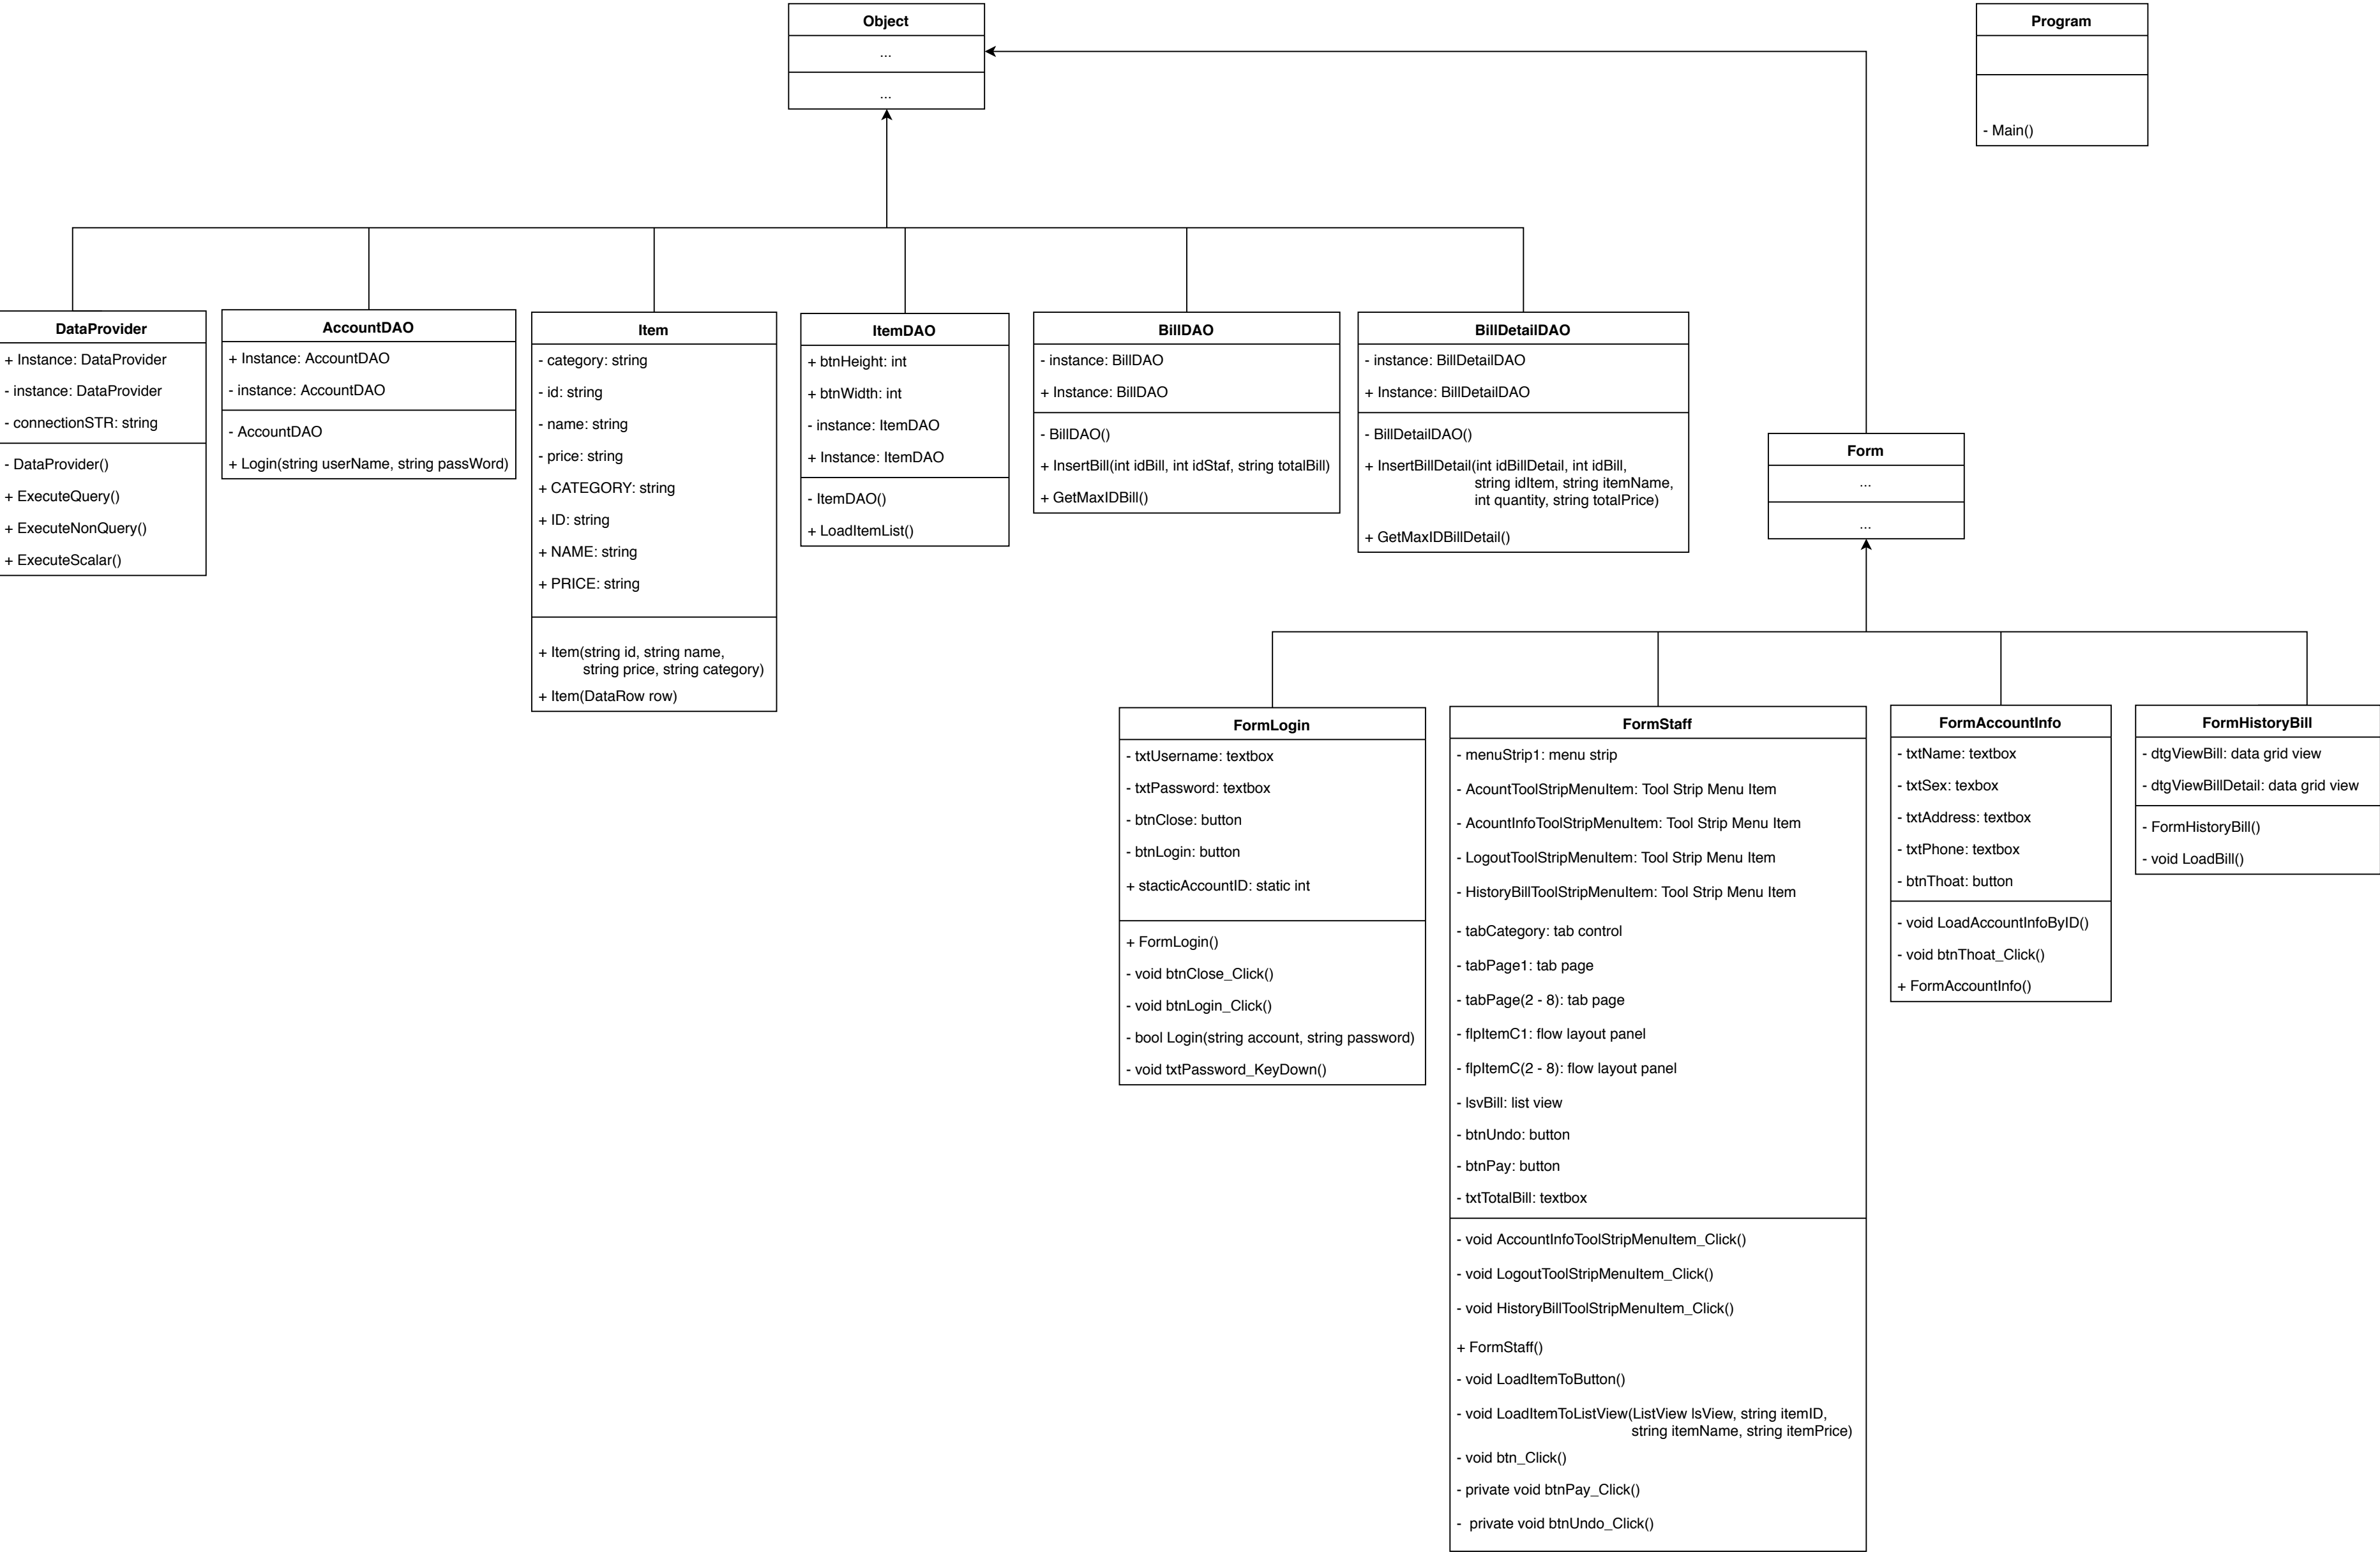 Object
...
...
Program
- Main()
DataProvider
+ Instance: DataProvider
- instance: DataProvider
- connectionSTR: string
- DataProvider()
+ ExecuteQuery()
+ ExecuteNonQuery()
+ ExecuteScalar()
AccountDAO
+ Instance: AccountDAO
- instance: AccountDAO
- AccountDAO
+ Login(string userName, string passWord)
Item
- category: string
- id: string
- name: string
- price: string
+ CATEGORY: string
+ ID: string
+ NAME: string
+ PRICE: string
+ Item(string id, string name,
string price, string category)
+ Item(DataRow row)
ItemDAO
+ btnHeight: int
+ btnWidth: int
- instance: ItemDAO
+ Instance: ItemDAO
- ItemDAO()
+ LoadItemList()
BillDAO
- instance: BillDAO
+ Instance: BillDAO
- BillDAO()
+ InsertBill(int idBill, int idStaf, string totalBill)
+ GetMaxIDBill()
BillDetailDAO
- instance: BillDetailDAO
+ Instance: BillDetailDAO
- BillDetailDAO()
+ InsertBillDetail(int idBillDetail, int idBill,
string idItem, string itemName,
int quantity, string totalPrice)
+ GetMaxIDBillDetail()
Form
...
...
FormLogin
- txtUsername: textbox
- txtPassword: textbox
- btnClose: button
- btnLogin: button
+ stacticAccountID: static int
+ FormLogin()
- void btnClose_Click()
- void btnLogin_Click()
- bool Login(string account, string password)
- void txtPassword_KeyDown()
FormStaff
- menuStrip1: menu strip
- AcountToolStripMenuItem: Tool Strip Menu Item
- AcountInfoToolStripMenuItem: Tool Strip Menu Item
- LogoutToolStripMenuItem: Tool Strip Menu Item
- HistoryBillToolStripMenuItem: Tool Strip Menu Item
- tabCategory: tab control
- tabPage1: tab page
- tabPage(2 - 8): tab page
- flpItemC1: flow layout panel
- flpItemC(2 - 8): flow layout panel
- lsvBill: list view
- btnUndo: button
- btnPay: button
- txtTotalBill: textbox
- void AccountInfoToolStripMenuItem_Click()
- void LogoutToolStripMenuItem_Click()
- void HistoryBillToolStripMenuItem_Click()
+ FormStaff()
- void LoadItemToButton()
- void LoadItemToListView(ListView lsView, string itemID,
string itemName, string itemPrice)
- void btn_Click()
- private void btnPay_Click()
- private void btnUndo_Click()
FormAccountInfo
- txtName: textbox
- txtSex: texbox
- txtAddress: textbox
- txtPhone: textbox
- btnThoat: button
- void LoadAccountInfoByID()
- void btnThoat_Click()
+ FormAccountInfo()
FormHistoryBill
- dtgViewBill: data grid view
- dtgViewBillDetail: data grid view
- FormHistoryBill()
- void LoadBill()